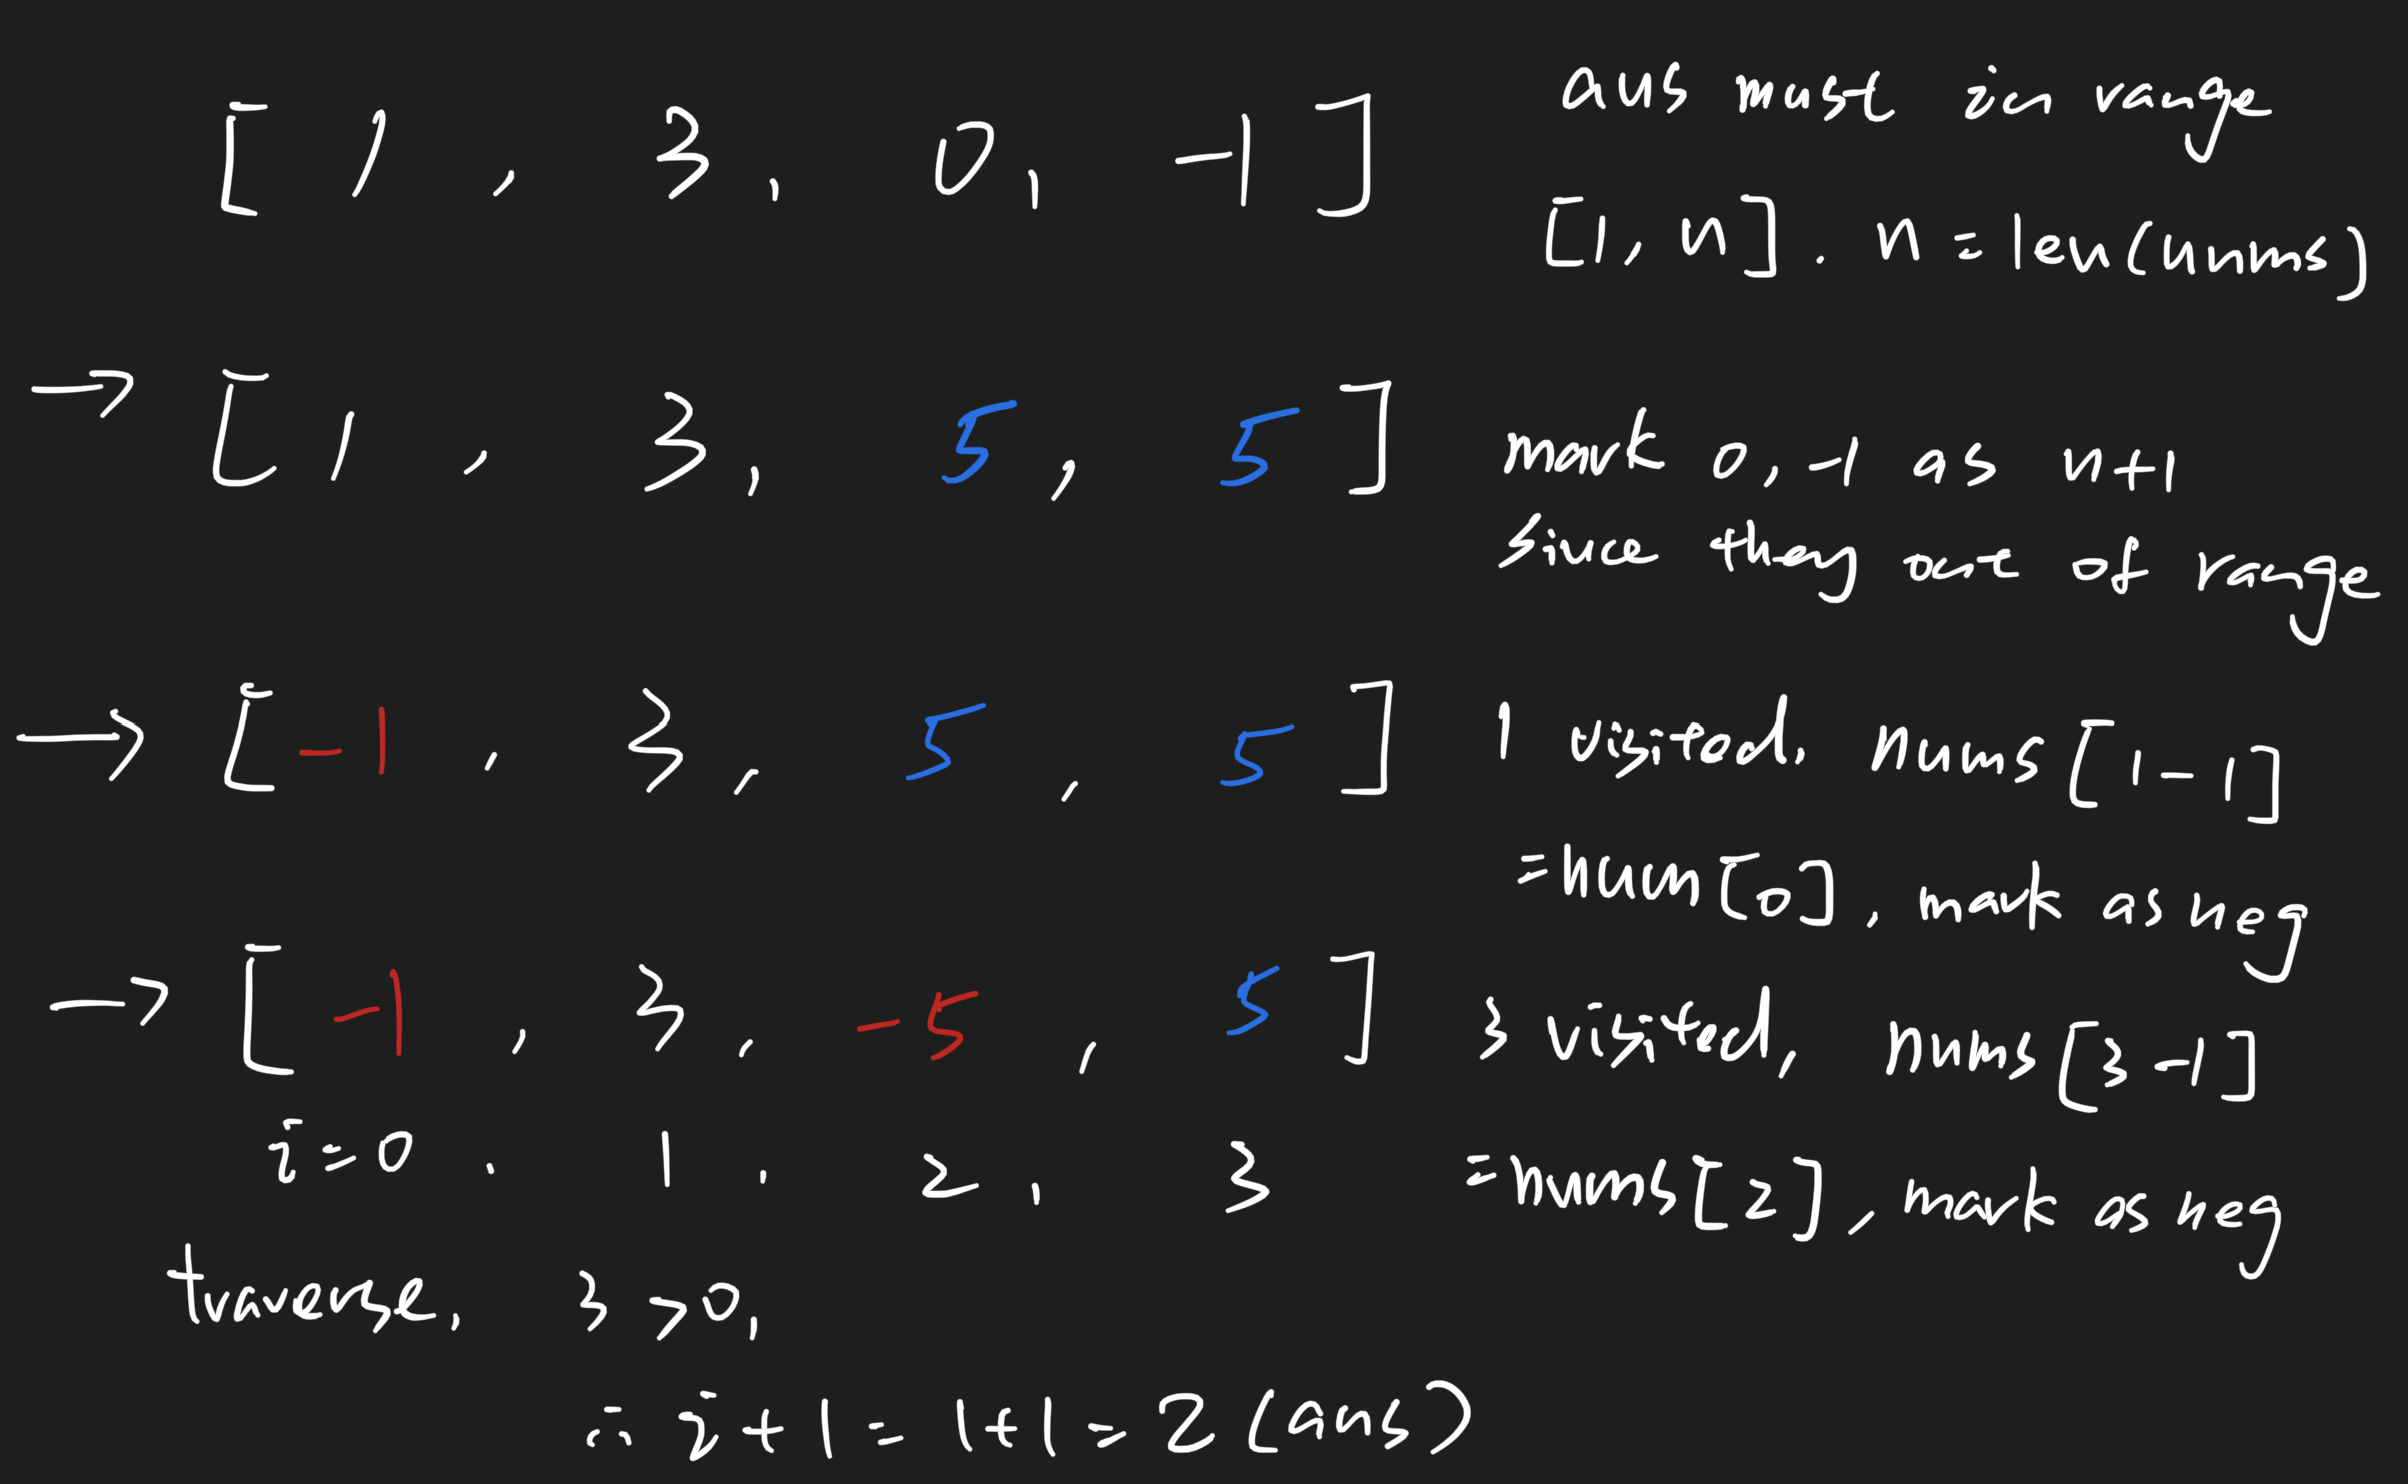 [ 1 , 3 , 0 , -1 ]
ans must in range
[1, n] . n = len(nums)
→ [ 1 , 3 , 5 , 5 ]
mark 0, -1 as n+1
since they out of range
→ [ -1 , 3 , 5 , 5 ]
1 visited, nums [1-1]
=num[0], mark as neg
→ [ -1 , 3 , -5 , 5 ]
3 visited, nums [3-1]
i=0 , 1 , 2 , 3
=nums[2], mark as neg
traverse, 3 >0,
∴ i+1 = 1+1 = 2 (ans)